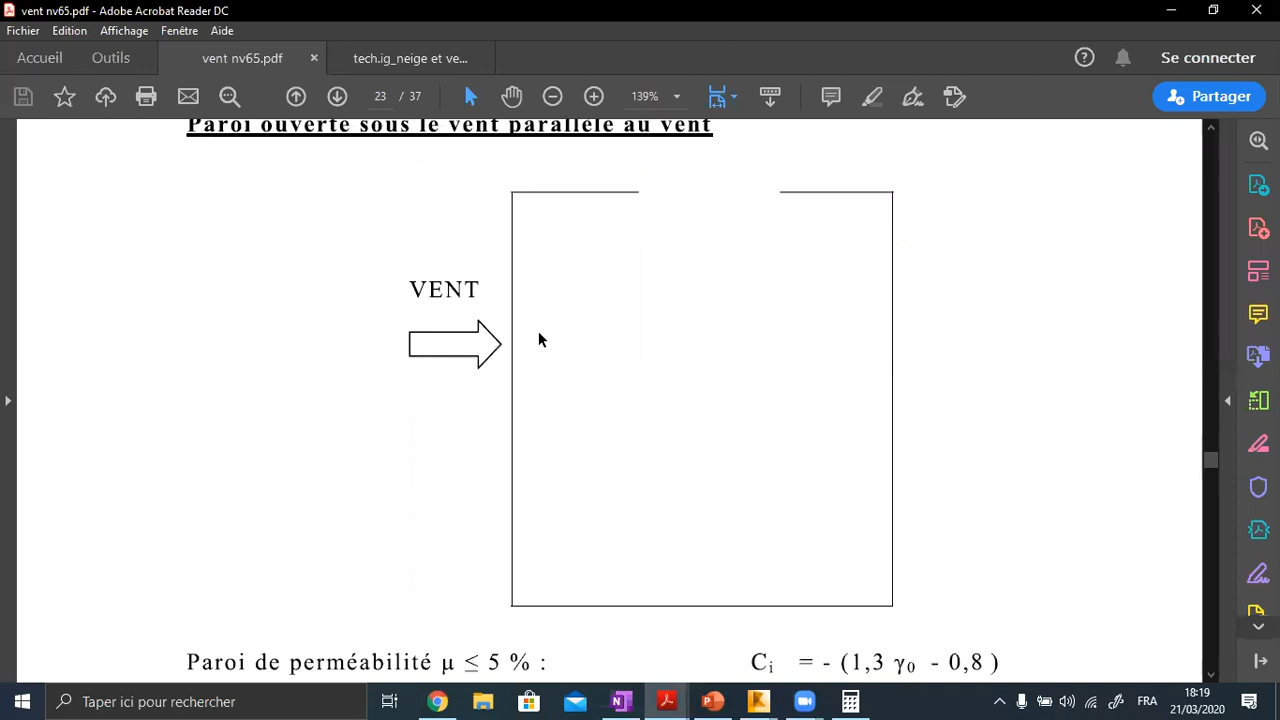 vent nv65.pdf - Adobe Acrobat Reader DC
Fichier Edition Affichage Fenêtre Aide
Accueil Outils vent nv65.pdf × tech.ig_neige et ve... Se connecter
23 / 37 139% Partager
Paroi ouverte sous le vent parallèle au vent
VENT
Paroi de perméabilité µ ≤ 5 % : Ci = - (1,3 γ0 - 0,8 )
Taper ici pour rechercher
FRA
18:19
21/03/2020